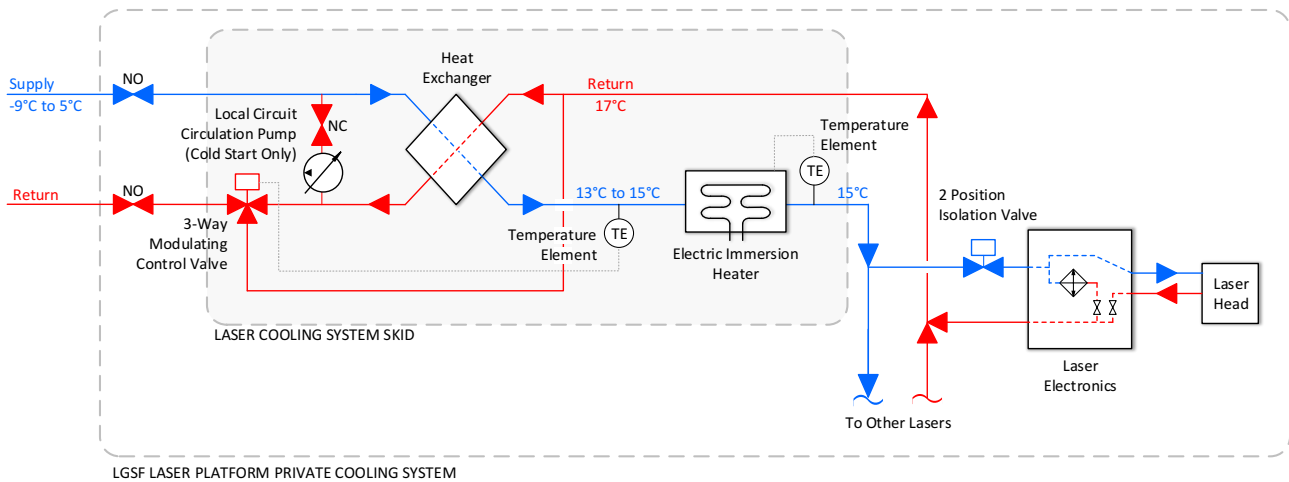 Supply
-9°C to 5°C
NO
Heat
Exchanger
Return
17°C
Local Circuit
Circulation Pump
(Cold Start Only)
NC
Temperature
Element
TE
Return
NO
3-Way
Modulating
Control Valve
13°C to 15°C
15°C
Temperature
Element
TE
Electric Immersion
Heater
2 Position
Isolation Valve
Laser
Head
LASER COOLING SYSTEM SKID
Laser
Electronics
To Other Lasers
LGSF LASER PLATFORM PRIVATE COOLING SYSTEM